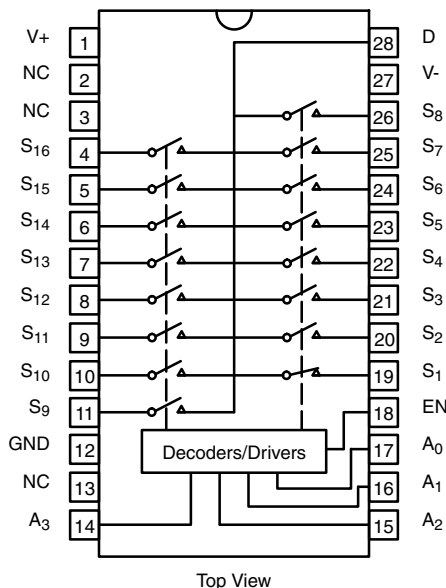 V+ 1 28 D
NC 2 27 V-
NC 3 26 S8
S16 4 25 S7
S15 5 24 S6
S14 6 23 S5
S13 7 22 S4
S12 8 21 S3
S11 9 20 S2
S10 10 19 S1
S9 11 18 EN
GND 12 Decoders/Drivers 17 A0
NC 13 16 A1
A3 14 15 A2
Top View